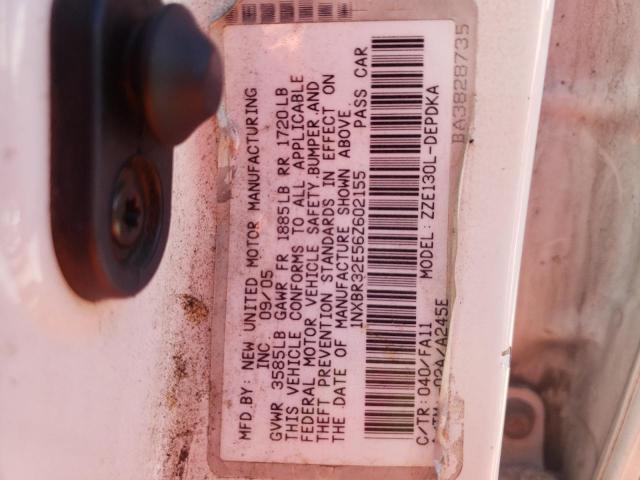 MFD.BY: NEW UNITED MOTOR MANUFACTURING
INC. 09/05
GVWR 3585LB GAWR FR 1885LB RR 1720LB
THIS VEHICLE CONFORMS TO ALL APPLICABLE
FEDERAL MOTOR VEHICLE SAFETY,BUMPER,AND
THEFT PREVENTION STANDARDS IN EFFECT ON
THE DATE OF MANUFACTURE SHOWN ABOVE.
1NXBR32E56Z602155 PASS CAR
C/TR:040/FA11 MODEL:ZZE130L-DEPDKA
02A/A245E
BA3828735